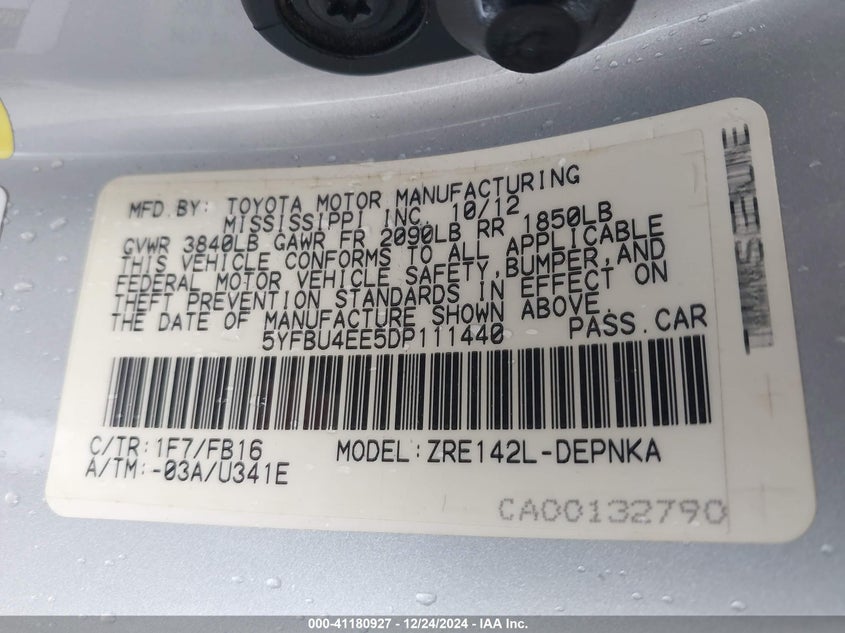 MFD.BY: TOYOTA MOTOR MANUFACTURING
MISSISSIPPI INC. 10/12
GVWR 3840LB GAWR FR 2090LB RR 1850LB
THIS VEHICLE CONFORMS TO ALL APPLICABLE
FEDERAL MOTOR VEHICLE SAFETY,BUMPER,AND
THEFT PREVENTION STANDARDS IN EFFECT ON
THE DATE OF MANUFACTURE SHOWN ABOVE.
5YFBU4EE5DP111440 PASS.CAR
C/TR:1F7/FB16 MODEL:ZRE142L-DEPNKA
A/TM:-03A/U341E
CA00132790
000-41180927 - 12/24/2024 - IAA Inc.